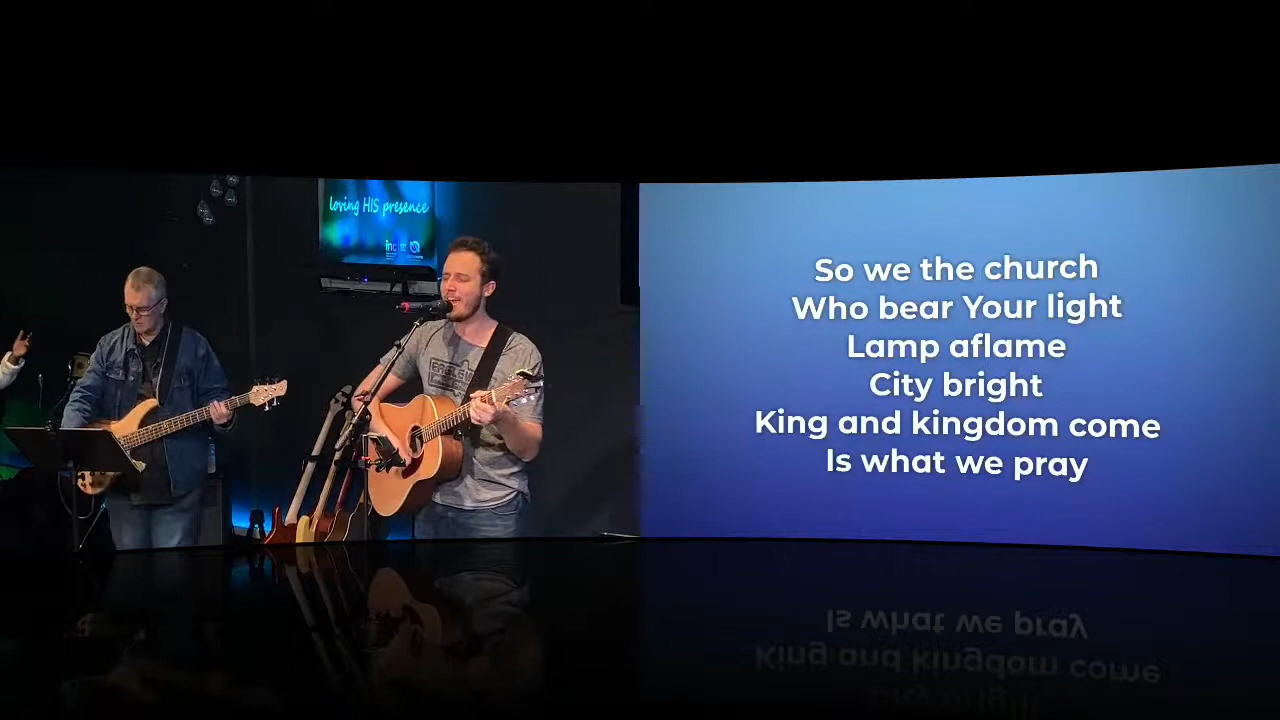 loving HIS presence
So we the church
Who bear Your light
Lamp aflame
City bright
King and kingdom come
Is what we pray